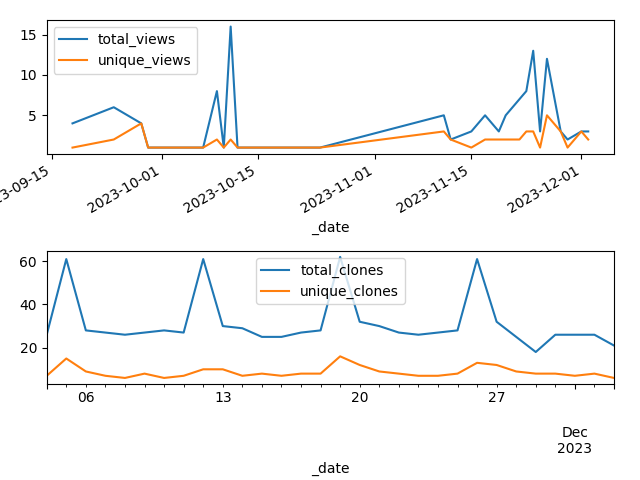 total_views
unique_views
15
10
5
23-09-15
2023-10-01
2023-10-15
2023-11-01
2023-11-15
2023-12-01
_date
total_clones
unique_clones
60
40
20
06
13
20
27
Dec
2023
_date